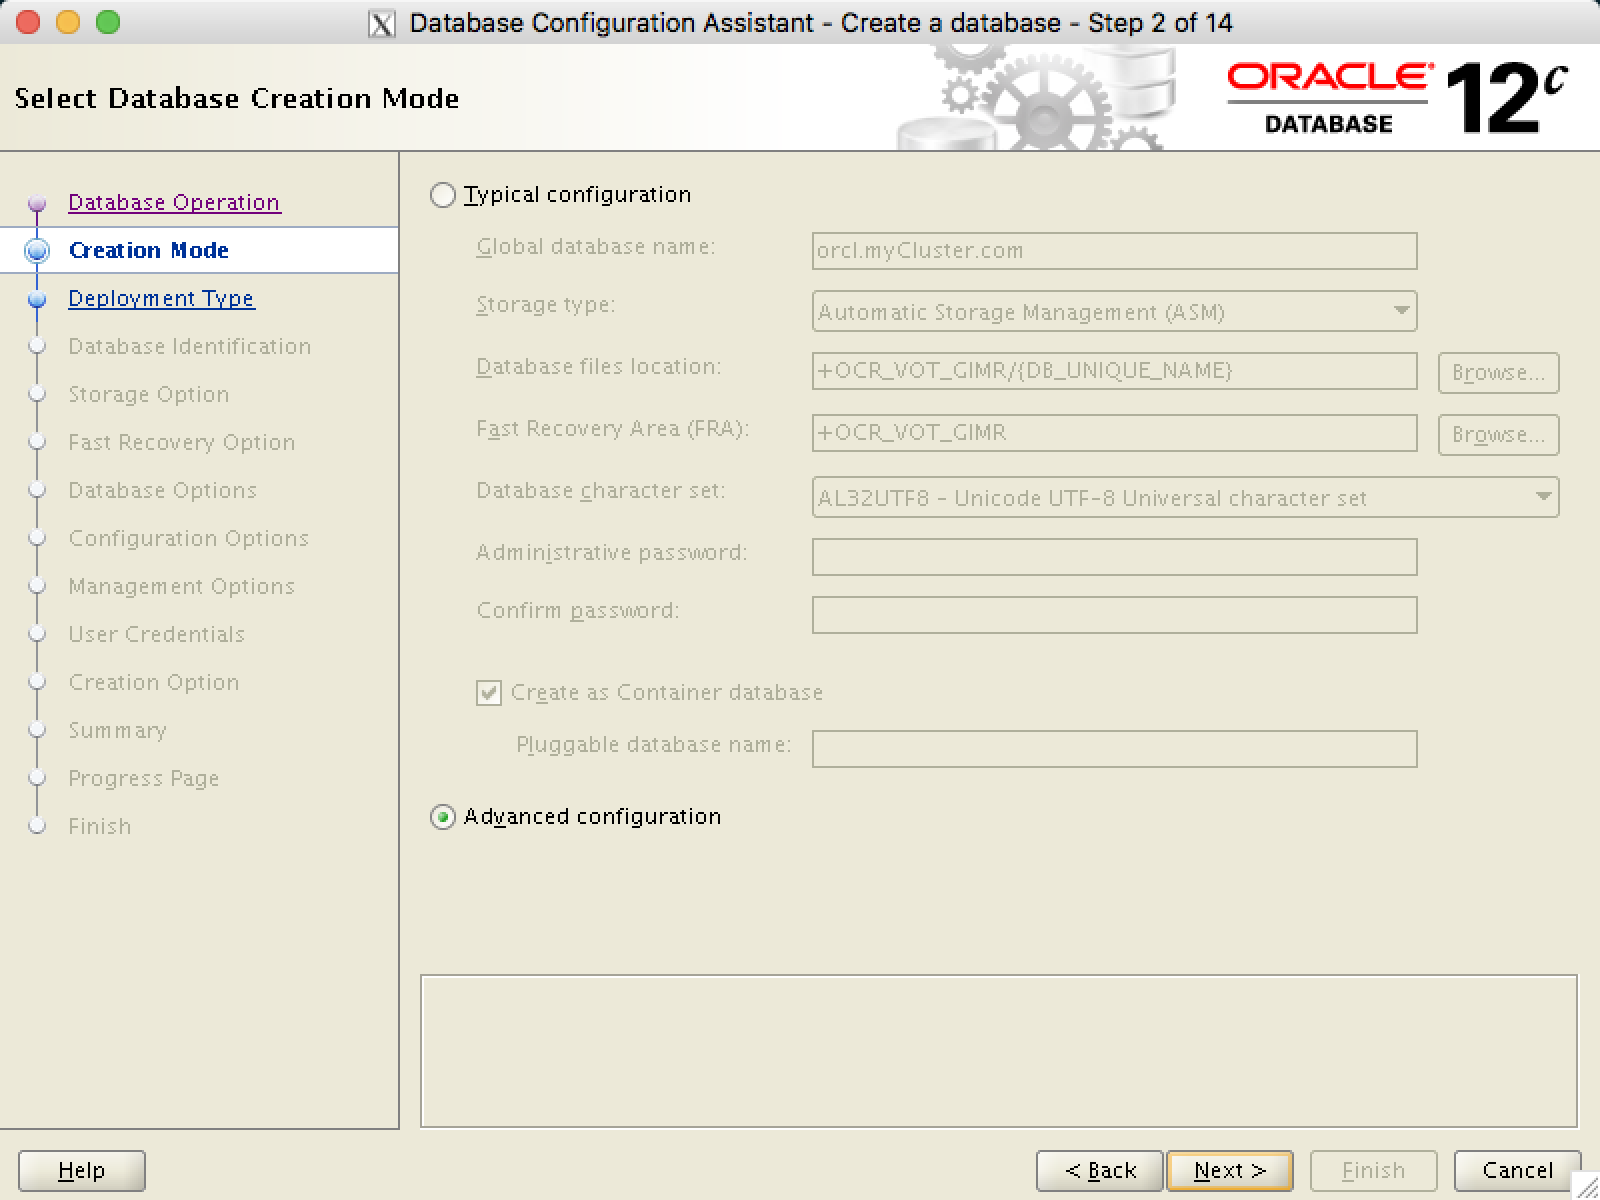 Database Configuration Assistant - Create a database - Step 2 of 14
Select Database Creation Mode
ORACLE
DATABASE
12c
Database Operation
Creation Mode
Deployment Type
Database Identification
Storage Option
Fast Recovery Option
Database Options
Configuration Options
Management Options
User Credentials
Creation Option
Summary
Progress Page
Finish
Typical configuration
Global database name: orcl.myCluster.com
Storage type: Automatic Storage Management (ASM)
Database files location: +OCR_VOT_GIMR/{DB_UNIQUE_NAME} Browse...
Fast Recovery Area (FRA): +OCR_VOT_GIMR Browse...
Database character set: AL32UTF8 - Unicode UTF-8 Universal character set
Administrative password:
Confirm password:
Create as Container database
Pluggable database name:
Advanced configuration
Help < Back Next > Finish Cancel